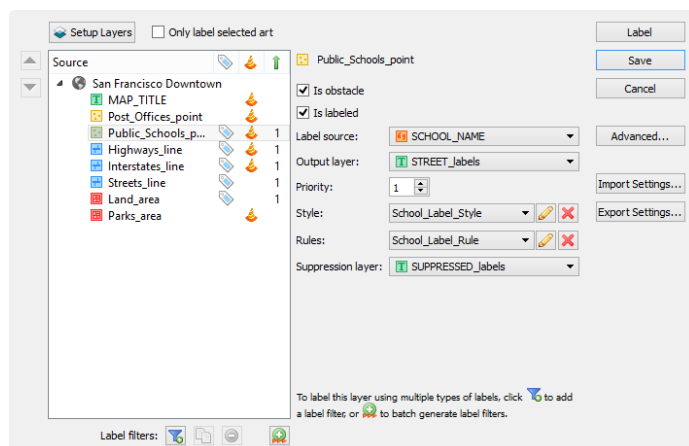 Setup Layers
Only label selected art
Label
Source
Public_Schools_point
Save
San Francisco Downtown
Is obstacle
Cancel
MAP_TITLE
Post_Offices_point
Is labeled
Public_Schools_p... 1
Label source:
SCHOOL_NAME
Advanced...
Highways_line 1
Output layer:
STREET_labels
Interstates_line 1
Streets_line 1
Priority:
1
Import Settings...
Land_area 1
Style:
School_Label_Style
Export Settings...
Parks_area
Rules:
School_Label_Rule
Suppression layer:
SUPPRESSED_labels
To label this layer using multiple types of labels, click to add
a label filter, or to batch generate label filters.
Label filters: